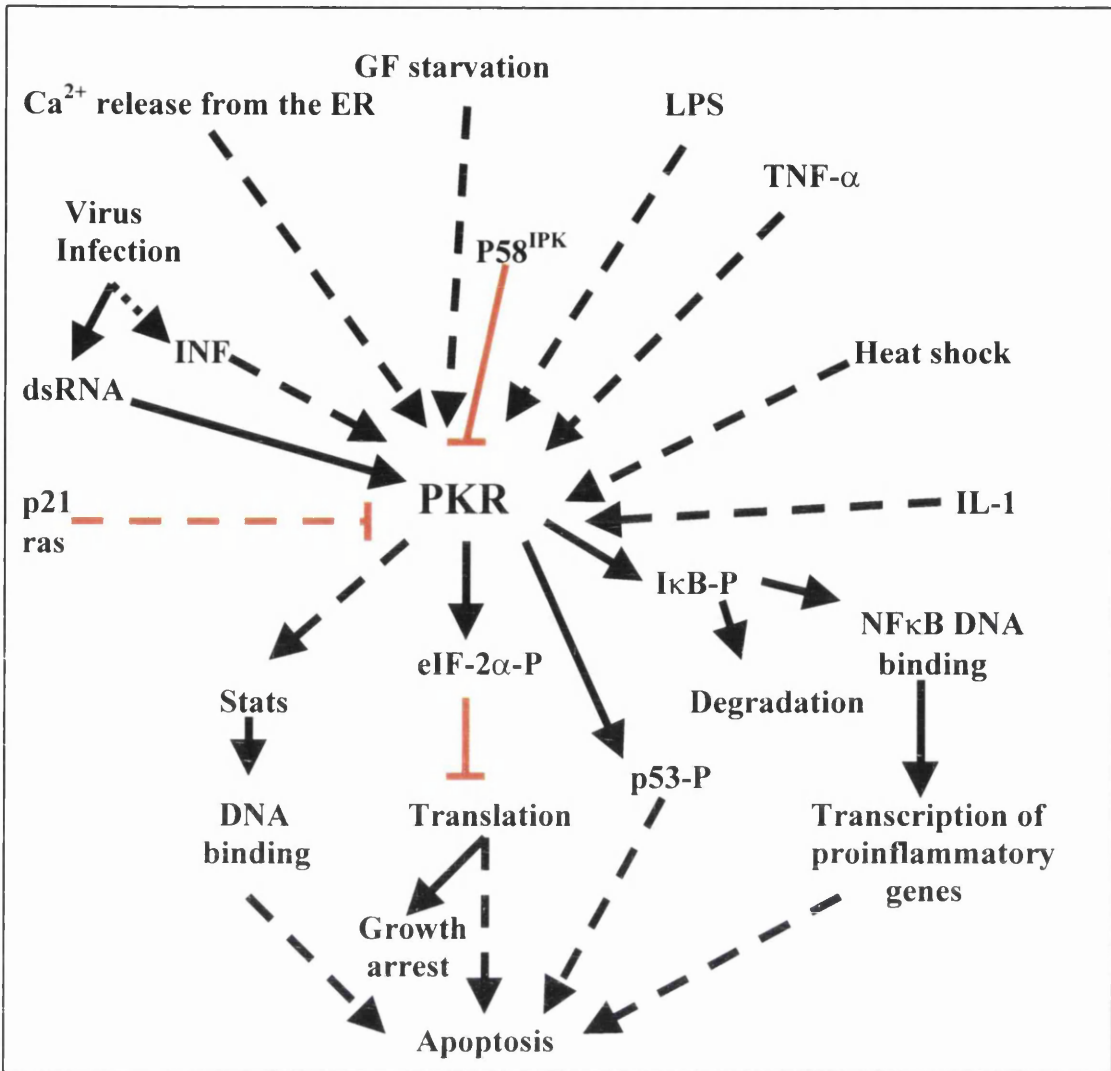 GF starvation
Ca²⁺ release from the ER
LPS
TNF-α
Virus
Infection
P58ᴵᴾᴷ
INF
Heat shock
dsRNA
PKR
p21
ras
IL-1
IκB-P
NFκB DNA
binding
eIF-2α-P
Stats
Degradation
p53-P
DNA
binding
Translation
Transcription of
proinflammatory
genes
Growth
arrest
Apoptosis